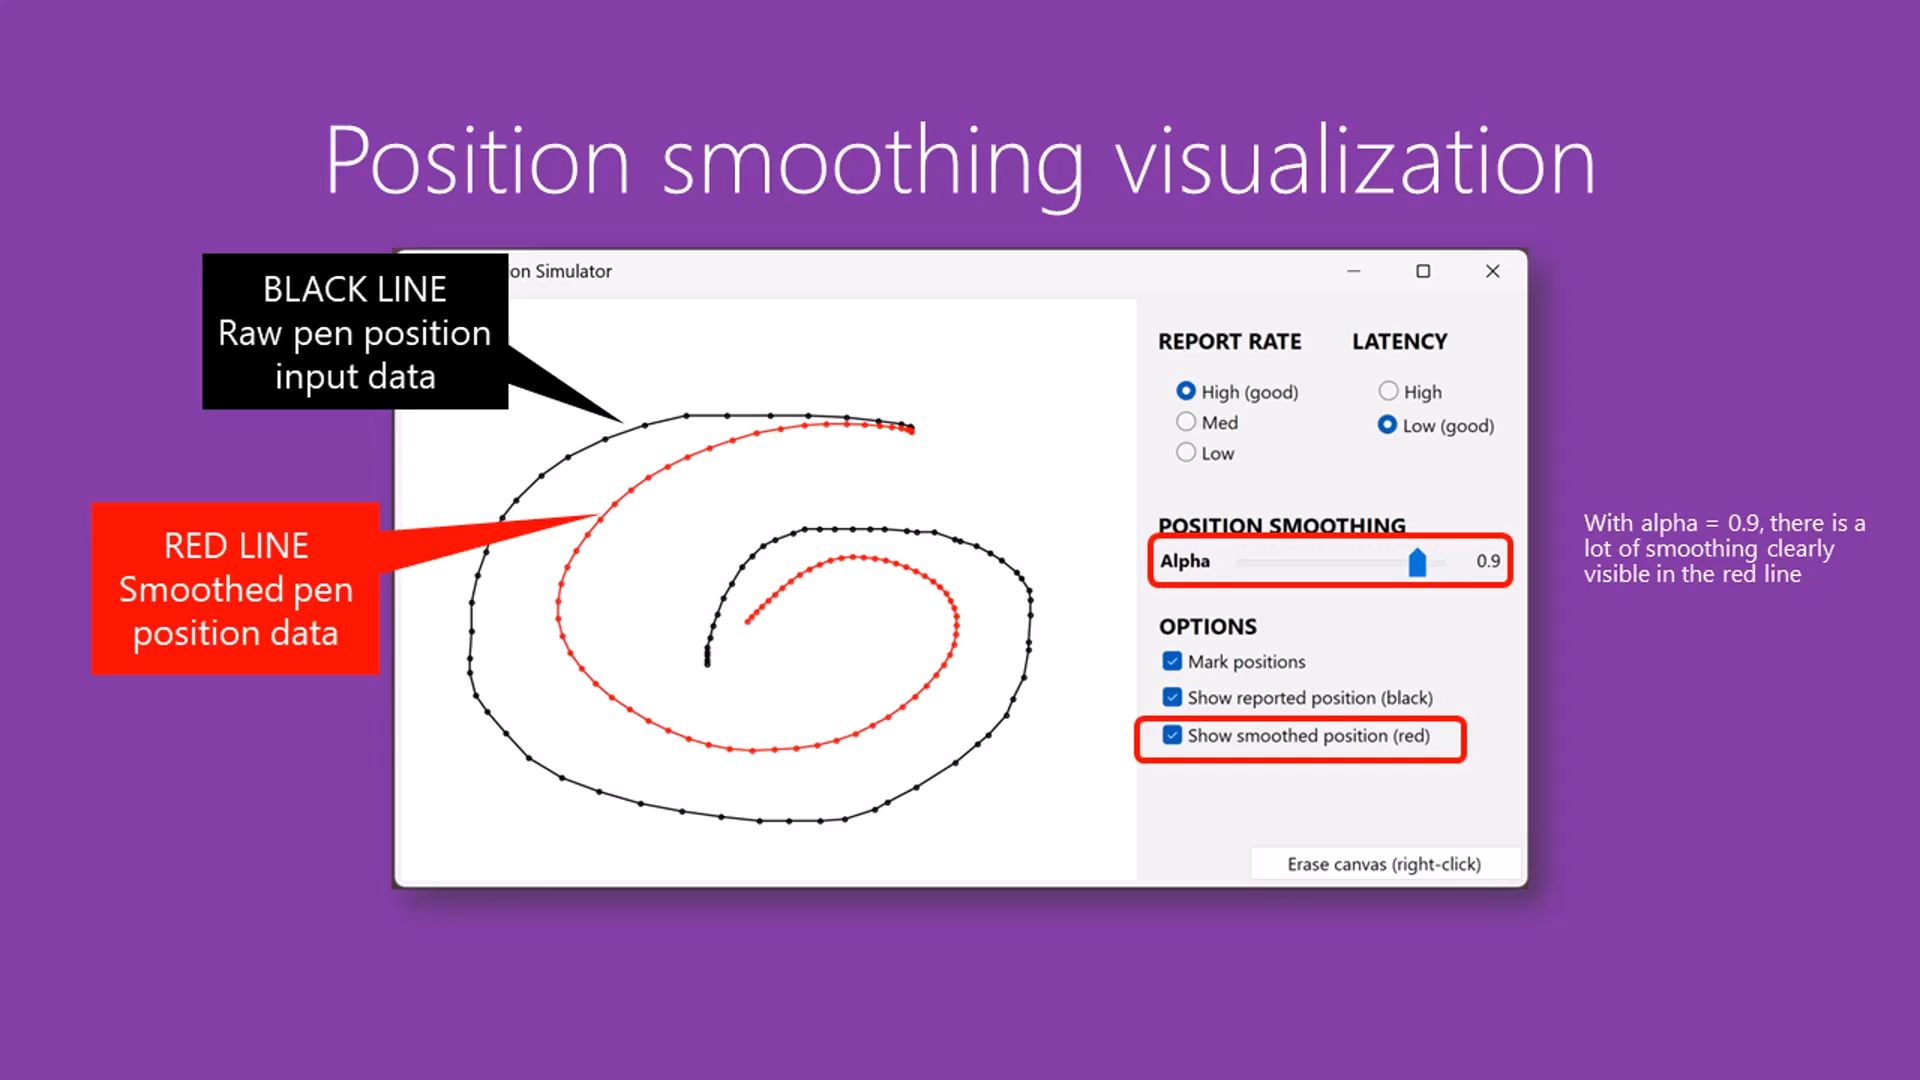 Position smoothing visualization
BLACK LINE
Raw pen position
input data
on Simulator
RED LINE
Smoothed pen
position data
REPORT RATE
High (good)
Med
Low
LATENCY
High
Low (good)
POSITION SMOOTHING
Alpha 0.9
OPTIONS
Mark positions
Show reported position (black)
Show smoothed position (red)
Erase canvas (right-click)
With alpha = 0.9, there is a
lot of smoothing clearly
visible in the red line